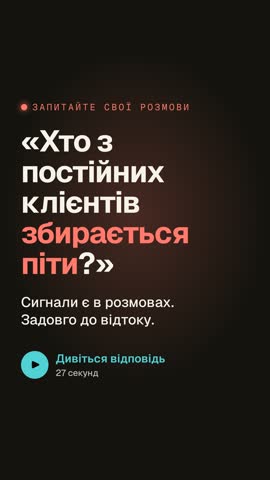 ЗАПИТАЙТЕ СВОЇ РОЗМОВИ
«Хто з
постійних
клієнтів
збирається
піти?»
Сигнали є в розмовах.
Задовго до відтоку.
Дивіться відповідь
27 секунд